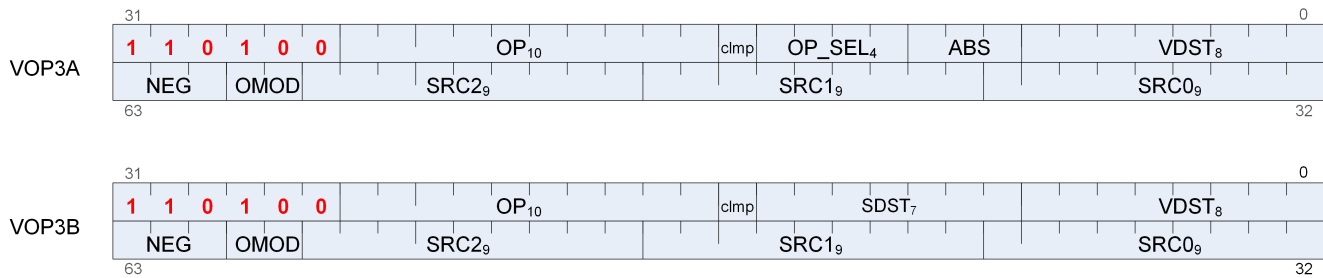 31 0
VOP3A
1 1 0 1 0 0 OP10 clmp OP_SEL4 ABS VDST8
NEG OMOD SRC29 SRC19 SRC09
63 32
31 0
VOP3B
1 1 0 1 0 0 OP10 clmp SDST7 VDST8
NEG OMOD SRC29 SRC19 SRC09
63 32